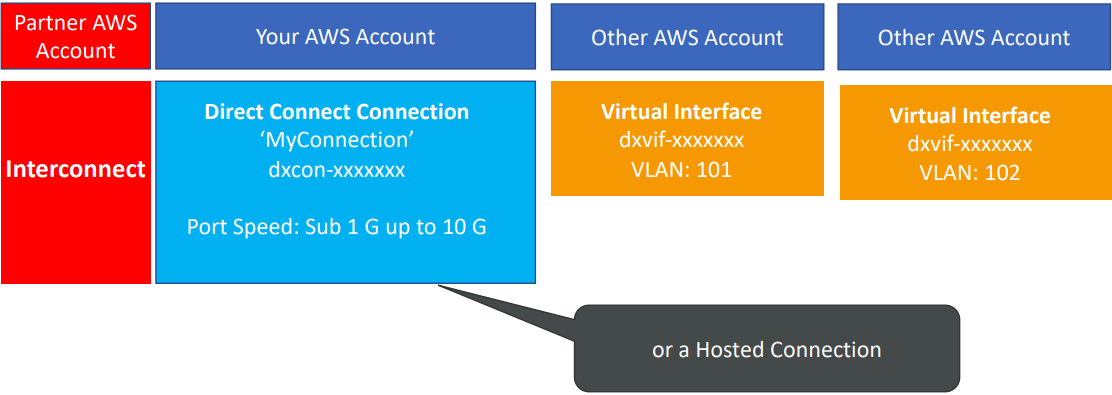 Partner AWS
Account
Your AWS Account
Other AWS Account
Other AWS Account
Interconnect
Direct Connect Connection
‘MyConnection’
dxcon-xxxxxxx
Port Speed: Sub 1 G up to 10 G
Virtual Interface
dxvif-xxxxxxx
VLAN: 101
Virtual Interface
dxvif-xxxxxxx
VLAN: 102
or a Hosted Connection